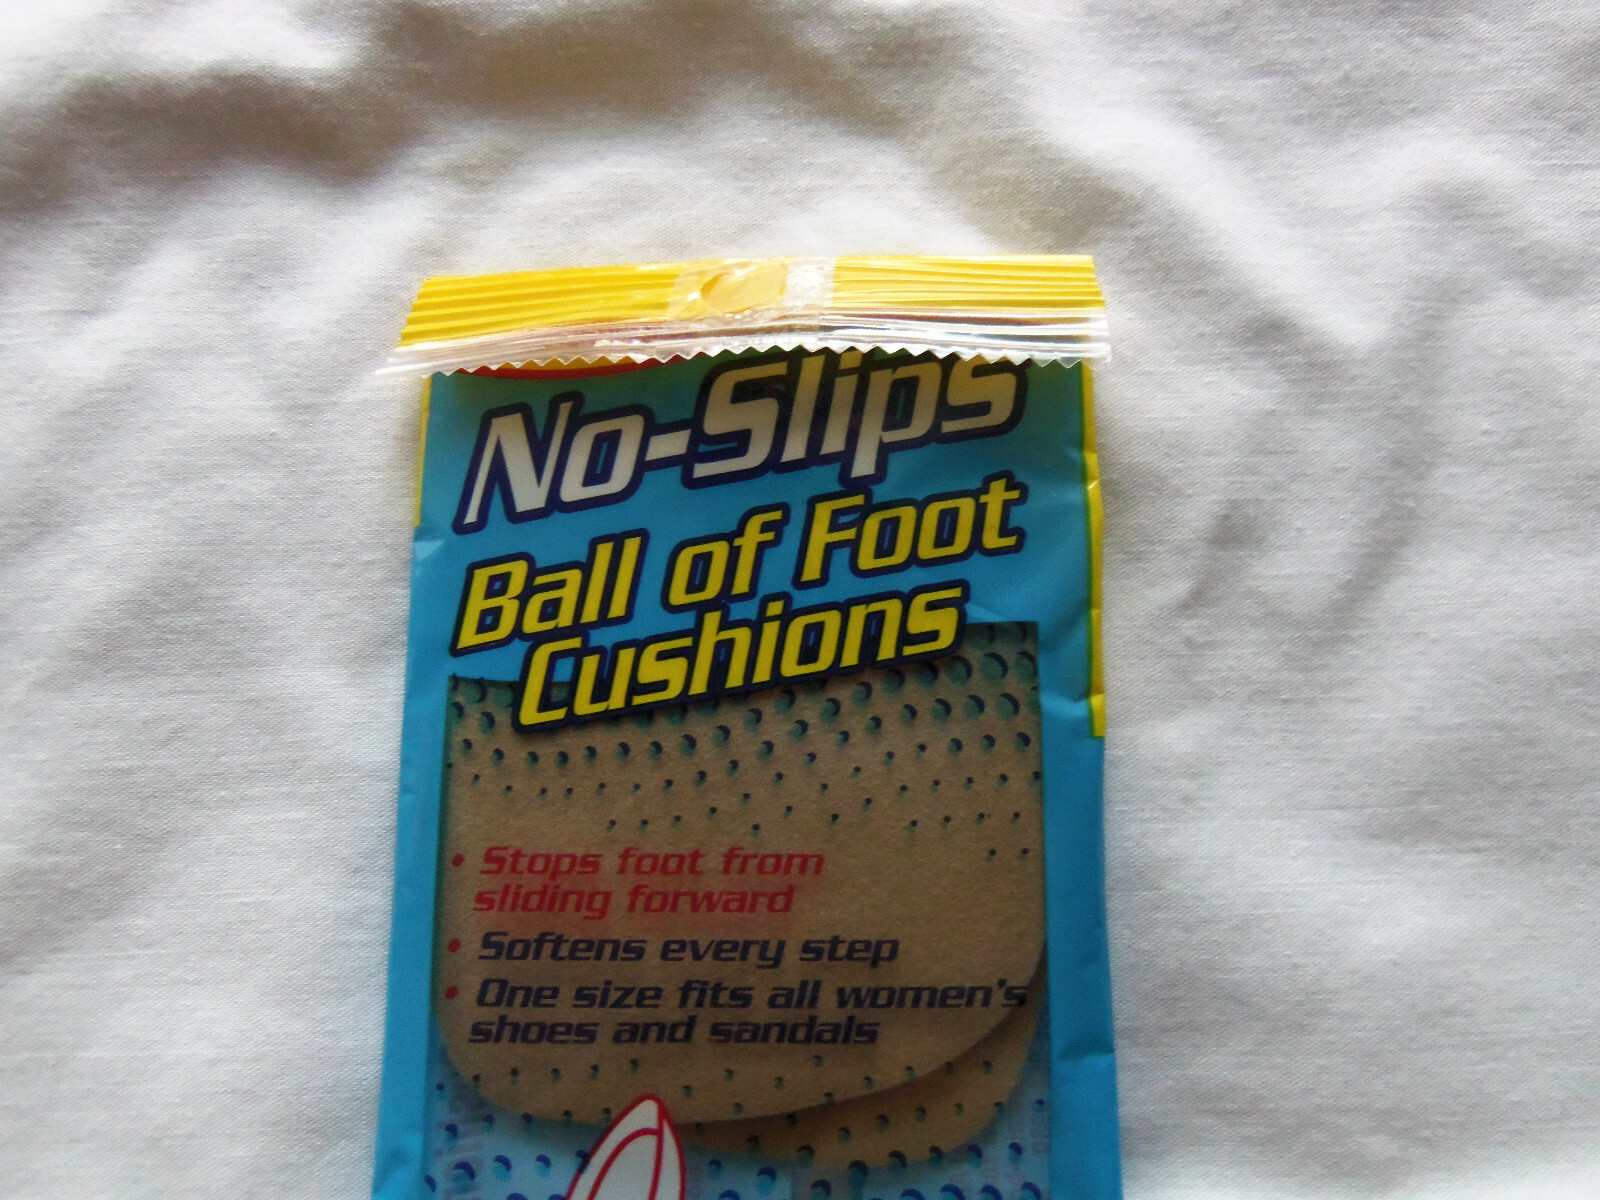 No-Slips
Ball of Foot
Cushions
• Stops foot from
sliding forward
• Softens every step
• One size fits all women's
shoes and sandals